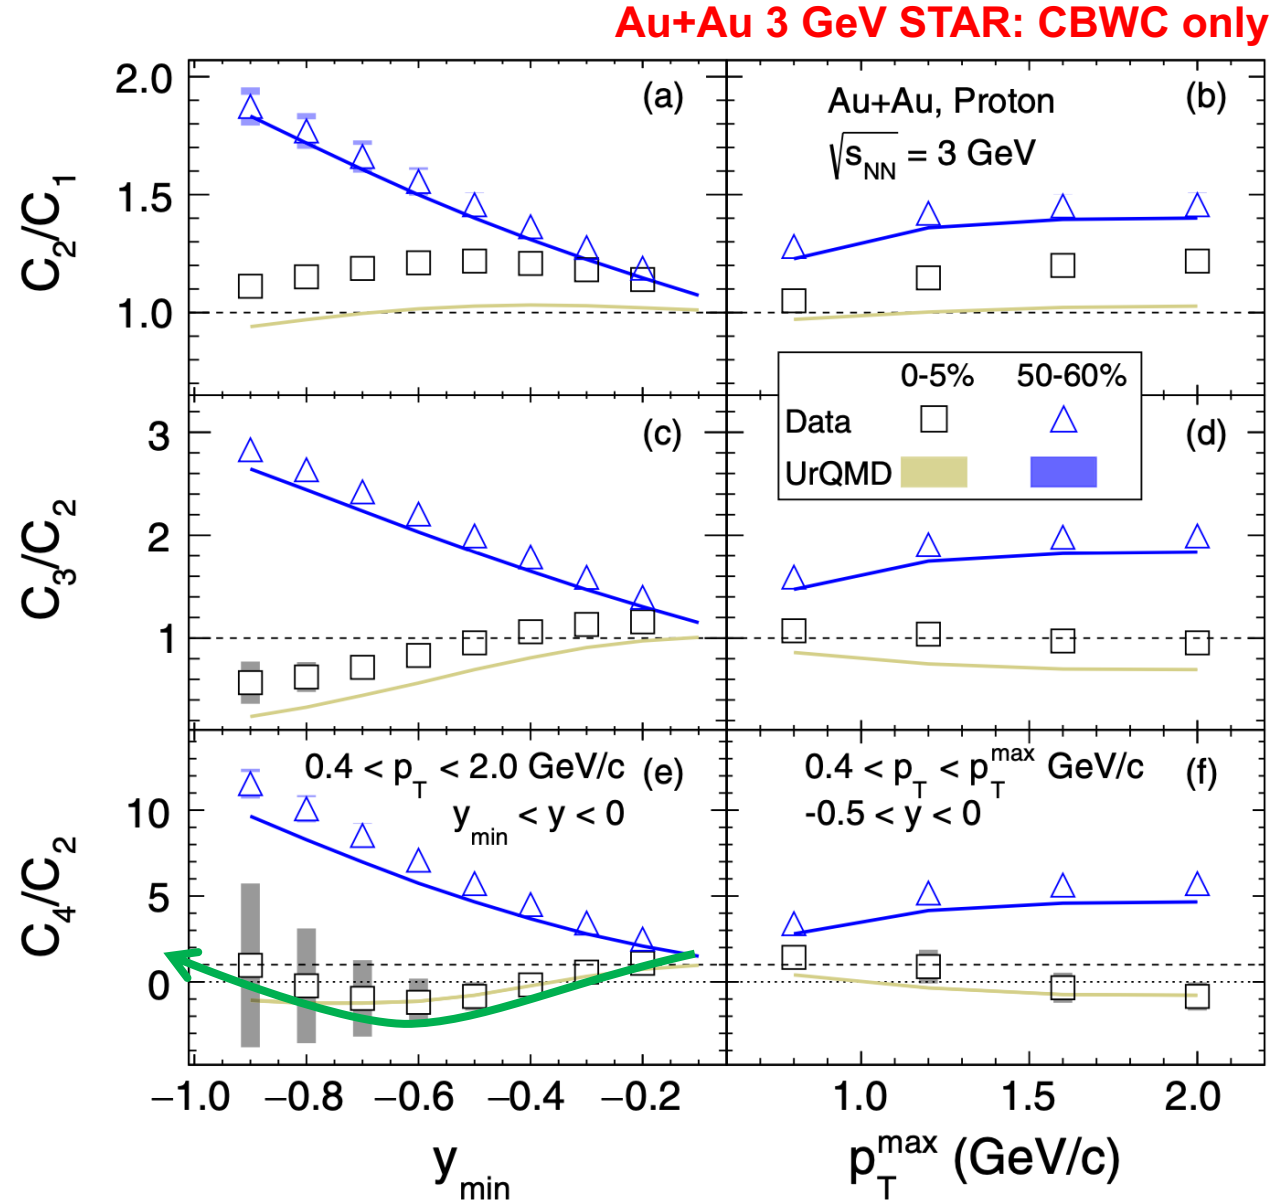 Au+Au 3 GeV STAR: CBWC only
2.0
1.5
1.0
C2/C1
(a)
(b)
Au+Au, Proton
√sNN = 3 GeV
0-5% 50-60%
Data
UrQMD
3
2
1
C3/C2
(c)
(d)
10
5
0
C4/C2
0.4 < pT < 2.0 GeV/c (e)
ymin < y < 0
0.4 < pT < pTmax GeV/c (f)
-0.5 < y < 0
−1.0 −0.8 −0.6 −0.4 −0.2
1.0 1.5 2.0
ymin
pTmax (GeV/c)